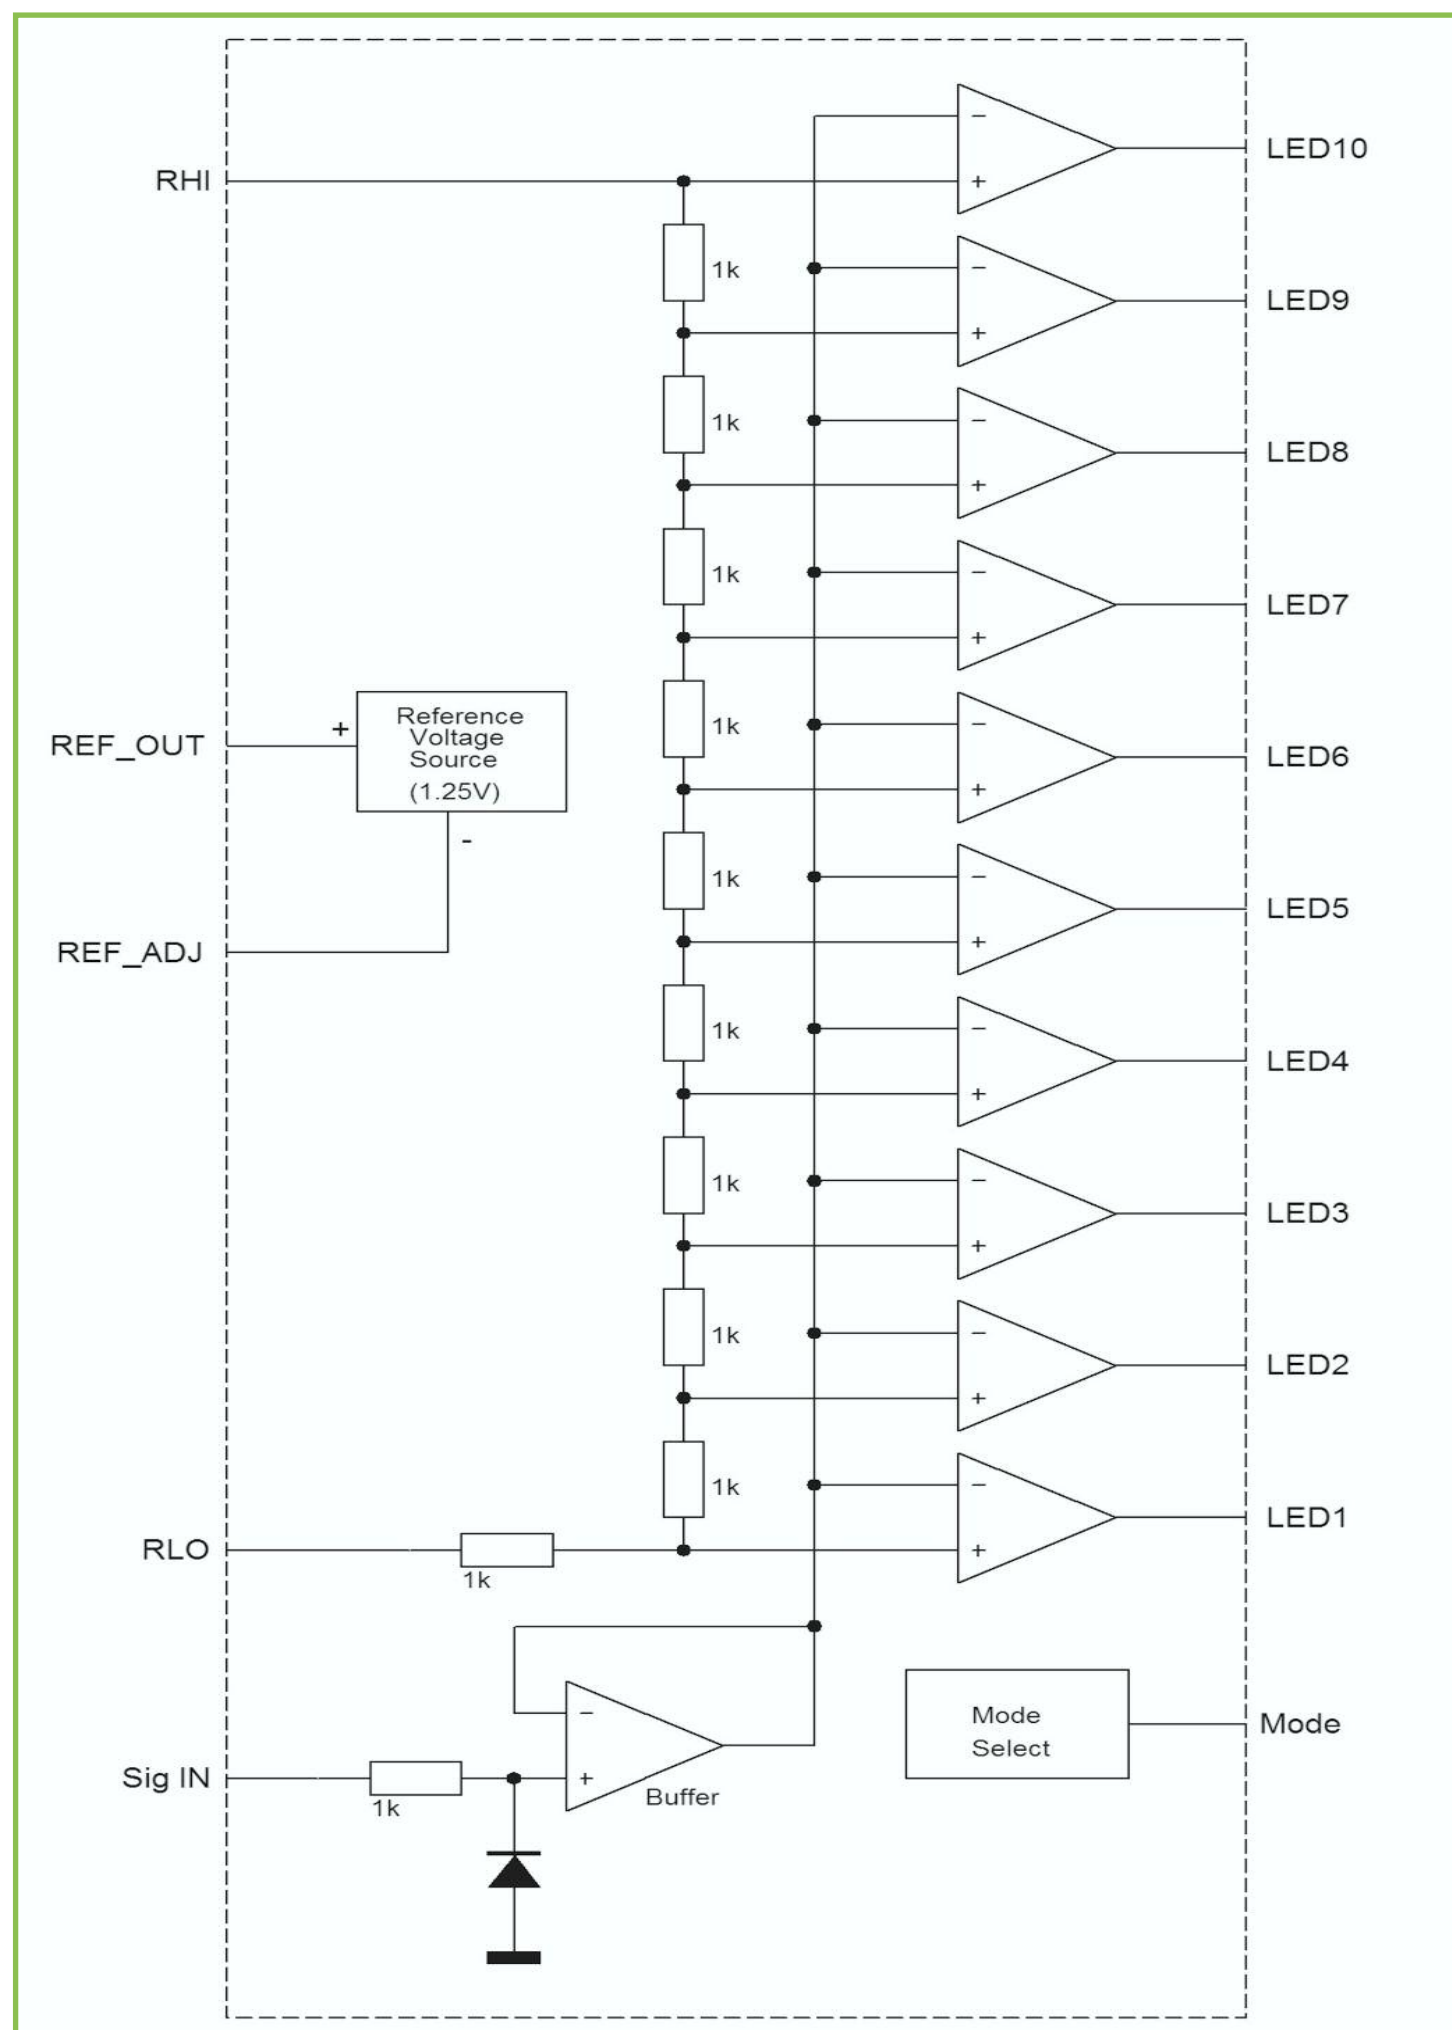 LED10
RHI
1k
LED9
1k
LED8
1k
LED7
1k
REF_OUT
+
Reference
Voltage
Source
(1.25V)
-
LED6
1k
LED5
REF_ADJ
1k
LED4
1k
LED3
1k
LED2
1k
LED1
RLO
1k
Mode
Select
Mode
Sig IN
1k
Buffer